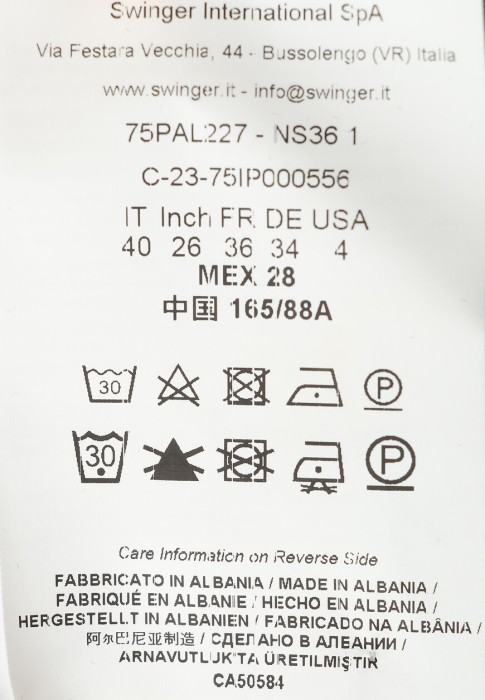 Swinger International SpA
Via Festara Vecchia, 44 - Bussolengo (VR) Italia
www.swinger.it - info@swinger.it
75PAL227 - NS36 1
C-23-75IP000556
IT Inch FR DE USA
40 26 36 34 4
MEX 28
中国 165/88A
30 P
30 P
Care Information on Reverse Side
FABBRICATO IN ALBANIA / MADE IN ALBANIA /
FABRIQUÉ EN ALBANIE / HECHO EN ALBANIA /
HERGESTELLT IN ALBANIEN / FABRICADO NA ALBÂNIA /
阿尔巴尼亚制造 / СДЕЛАНО В АЛБАНИИ /
ARNAVUTLUK'TA ÜRETILMIŞTIR
CA50584